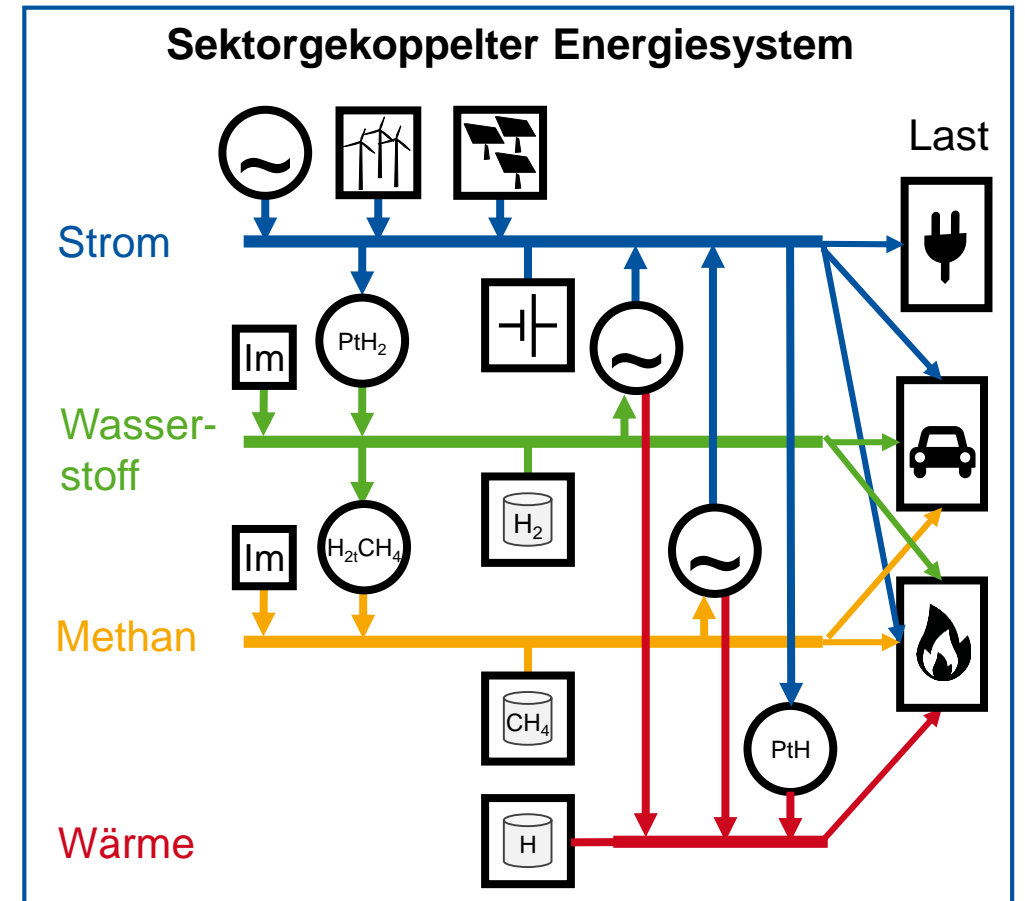 Sektorgekoppelter Energiesystem
Last
Strom
PtH₂
Im
Wasser-
stoff
H₂
H₂tCH₄
Im
Methan
CH₄
PtH
H
Wärme